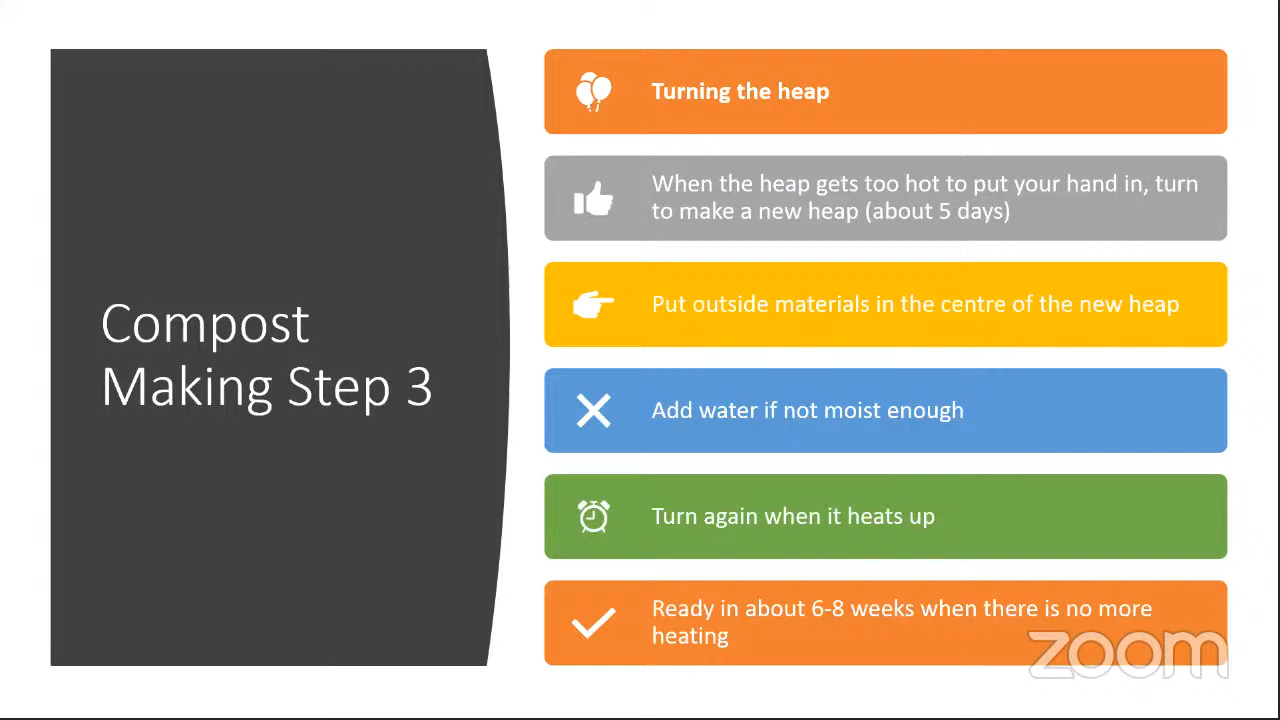 Compost
Making Step 3
Turning the heap
When the heap gets too hot to put your hand in, turn
to make a new heap (about 5 days)
Put outside materials in the centre of the new heap
Add water if not moist enough
Turn again when it heats up
Ready in about 6-8 weeks when there is no more
heating
zoom